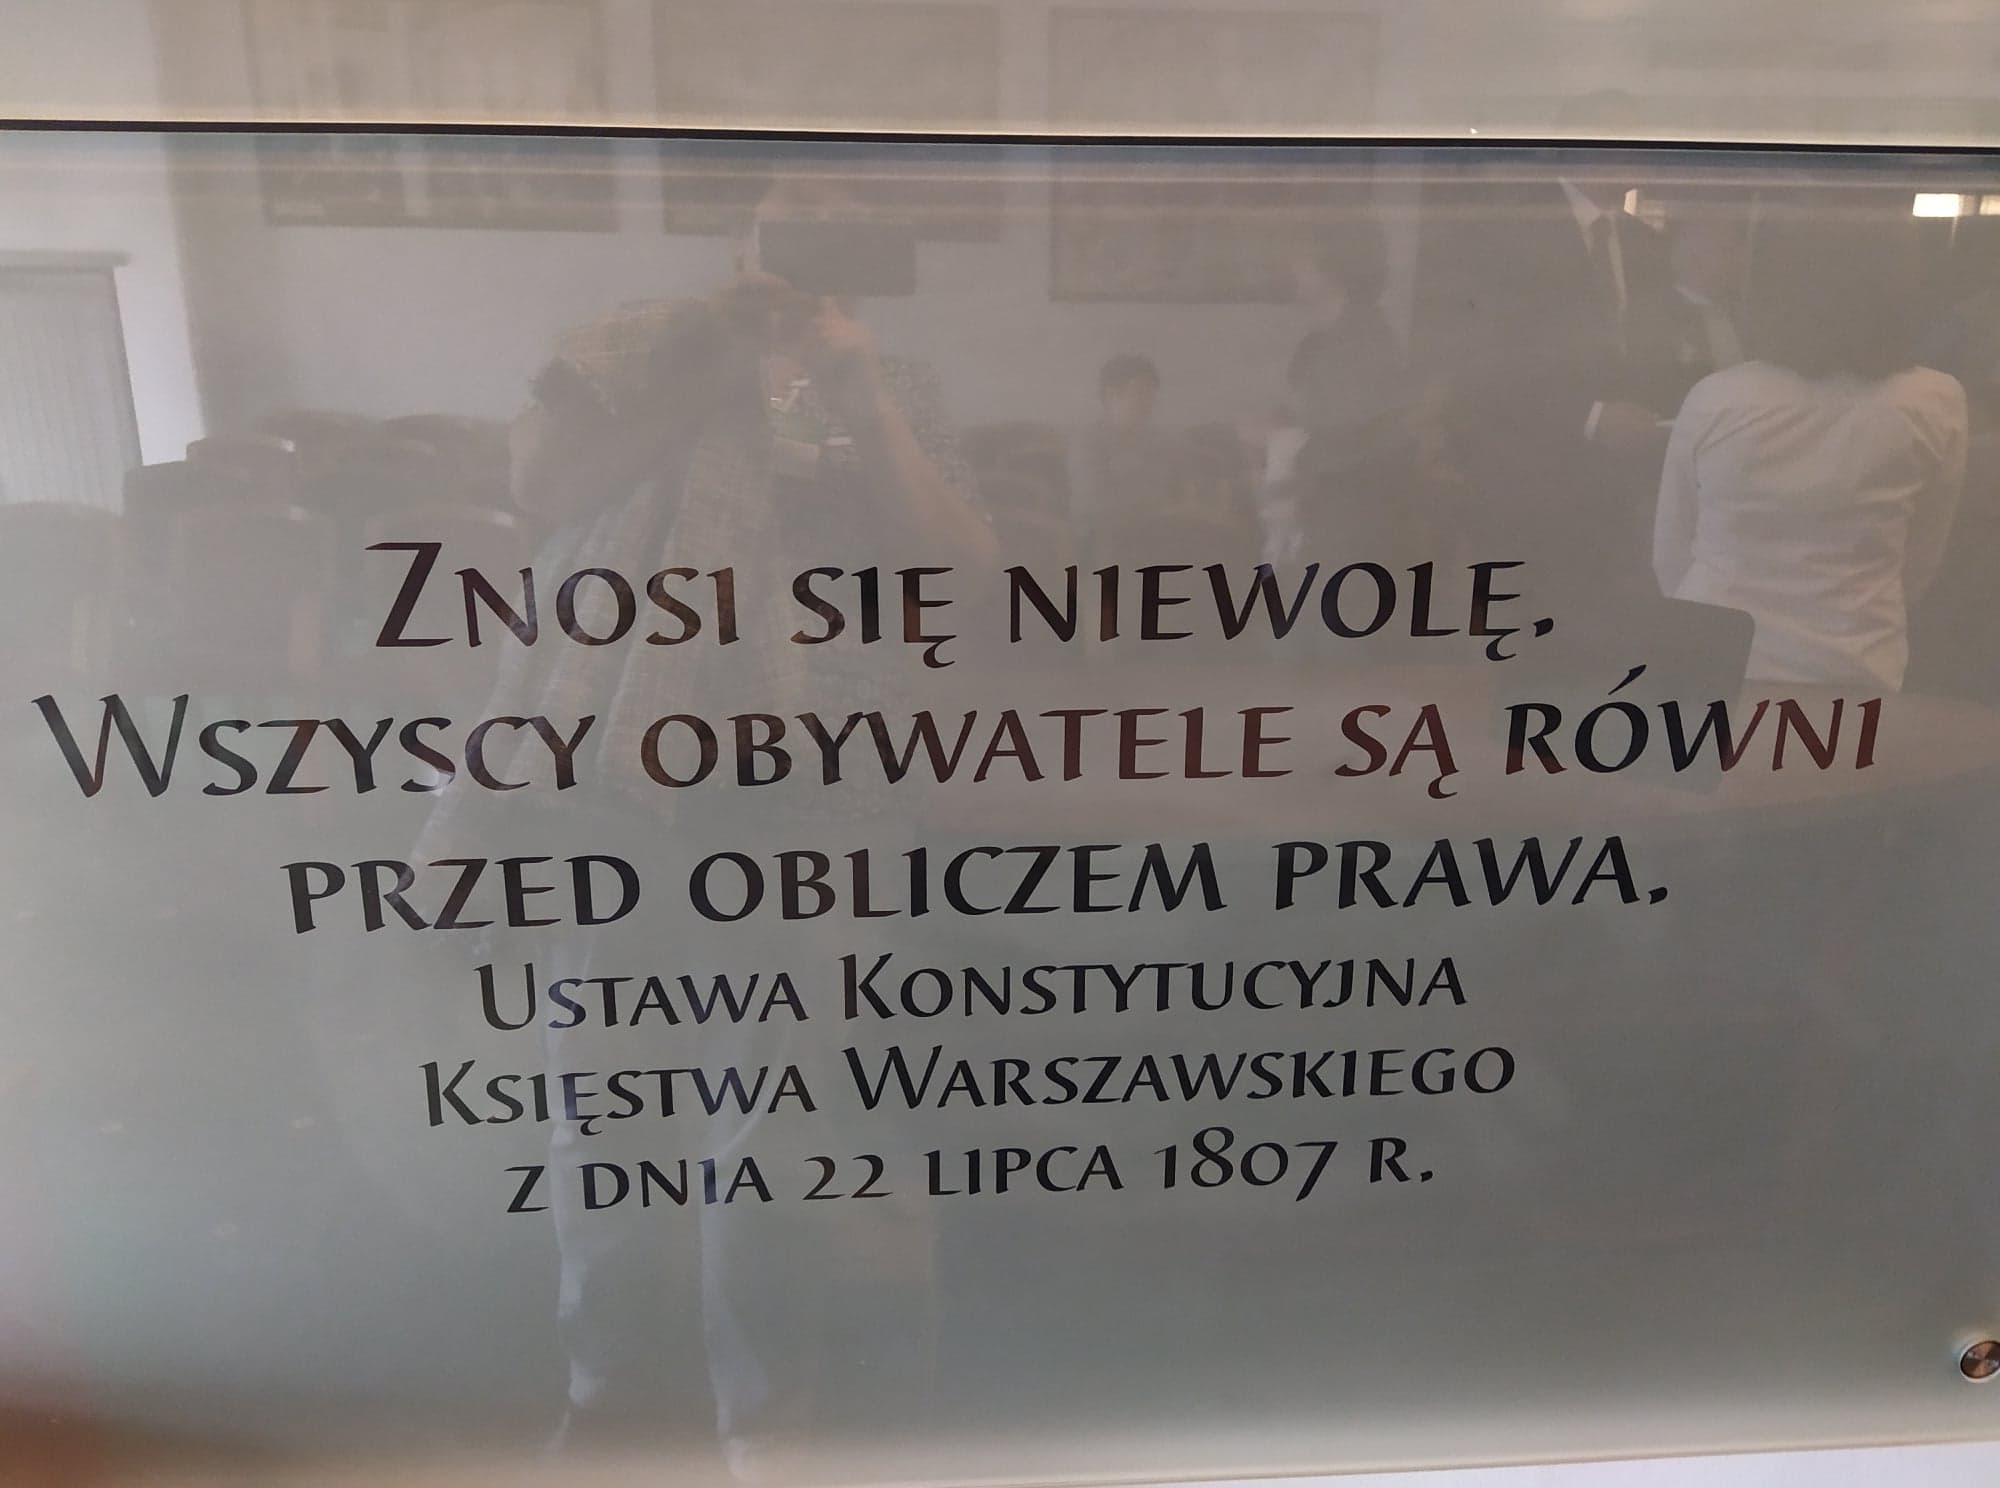 Znosi się niewolę.
Wszyscy obywatele są równi
przed obliczem prawa.
Ustawa Konstytucyjna
Księstwa Warszawskiego
z dnia 22 lipca 1807 r.